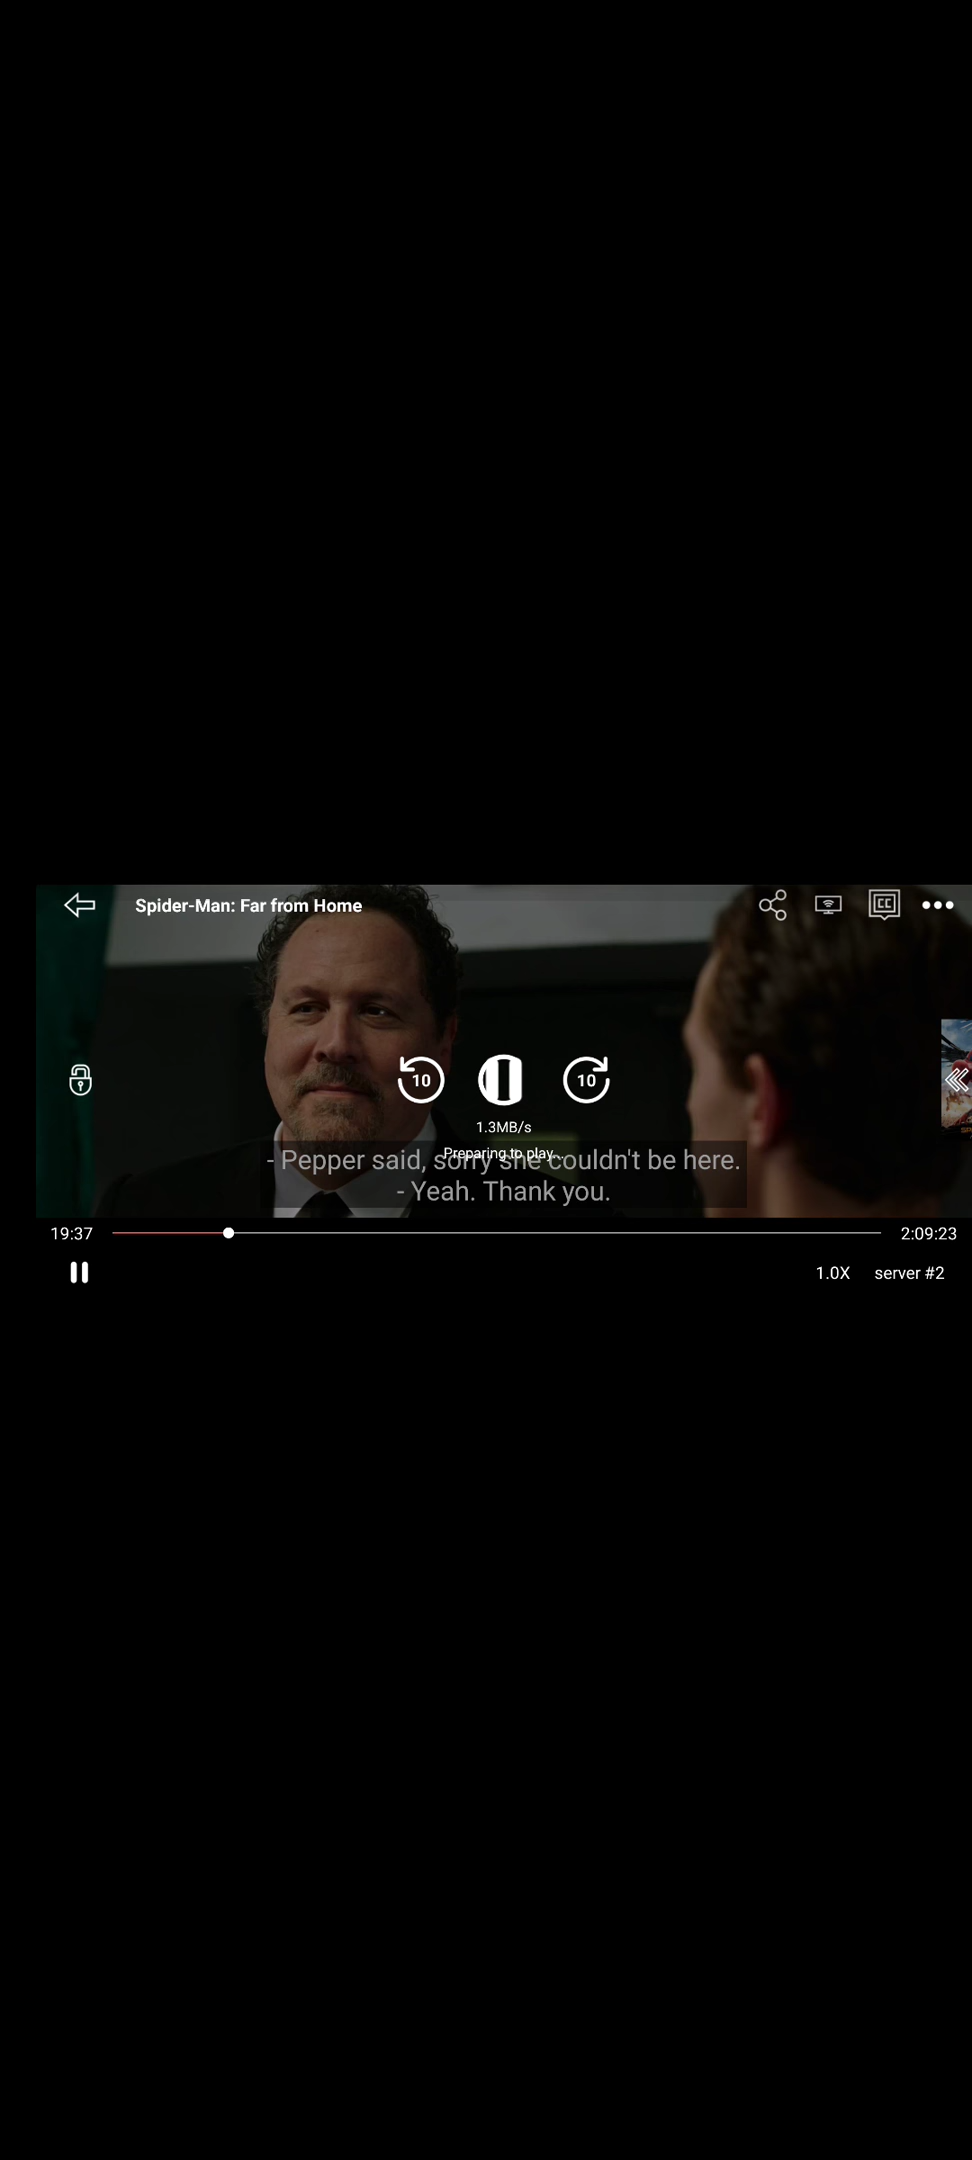 Spider-Man: Far from Home
CC
10
10
1.3MB/s
Preparing to play...
- Pepper said, sorry she couldn't be here.
- Yeah. Thank you.
19:37
2:09:23
1.0X
server #2